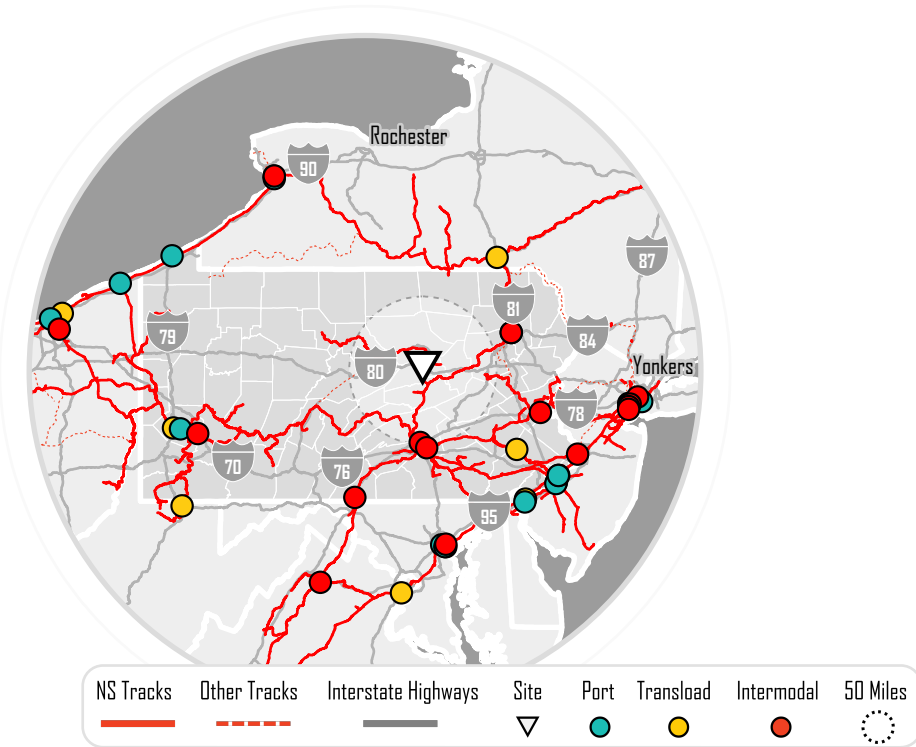 Rochester
90
87
81
79
84
80
Yonkers
78
70
76
95
NS Tracks
Other Tracks
Interstate Highways
Site
Port
Transload
Intermodal
50 Miles